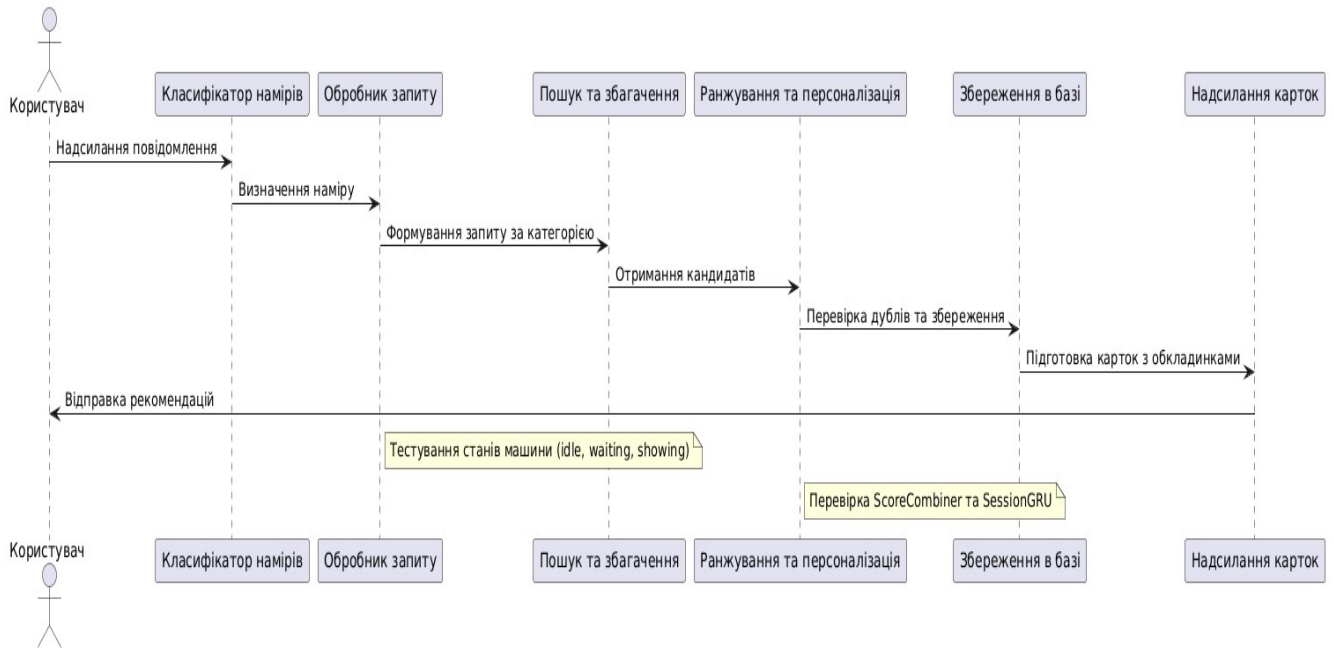 Користувач
Класифікатор намірів
Обробник запиту
Пошук та збагачення
Ранжування та персоналізація
Збереження в базі
Надсилання карток
Надсилання повідомлення
Визначення наміру
Формування запиту за категорією
Отримання кандидатів
Перевірка дублів та збереження
Підготовка карток з обкладинками
Відправка рекомендацій
Тестування станів машини (idle, waiting, showing)
Перевірка ScoreCombiner та SessionGRU
Користувач
Класифікатор намірів
Обробник запиту
Пошук та збагачення
Ранжування та персоналізація
Збереження в базі
Надсилання карток